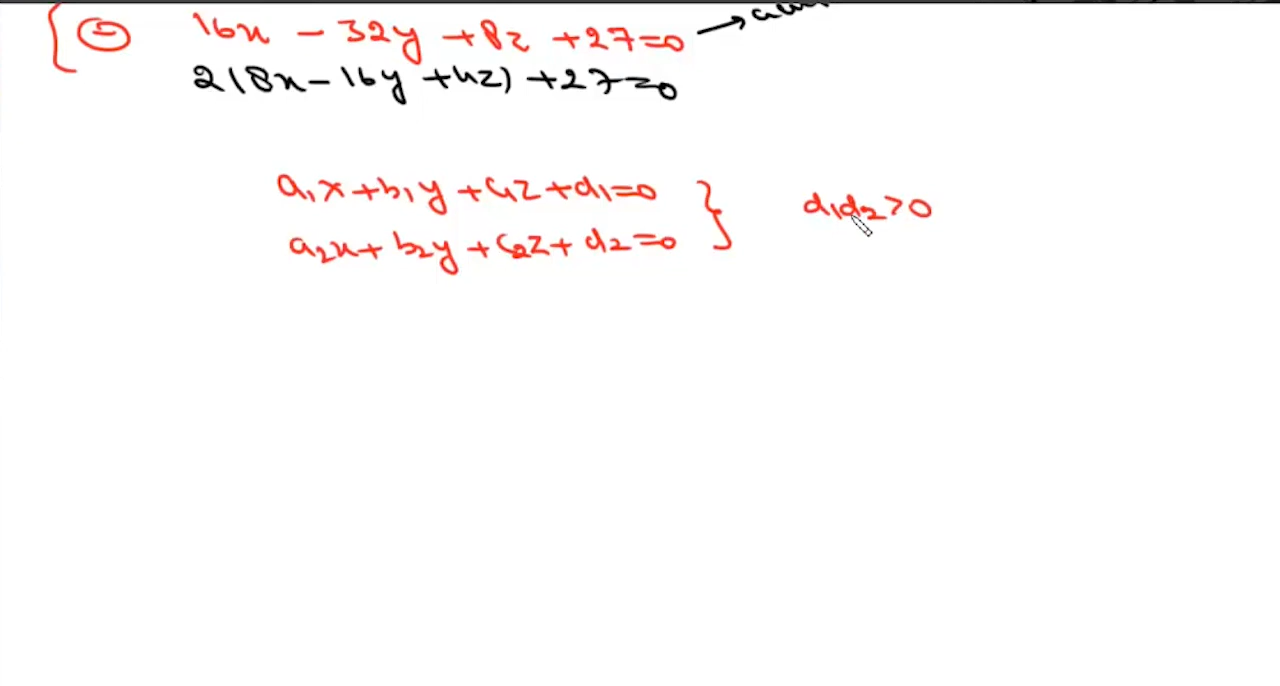 ⊖ 16x - 32y + 8z + 27=0 →
2(8x - 16y + 4z) + 27=0
a₁x + b₁y + c₁z + d₁=0
a₂x + b₂y + c₂z + d₂=0 } d₁d₂>0